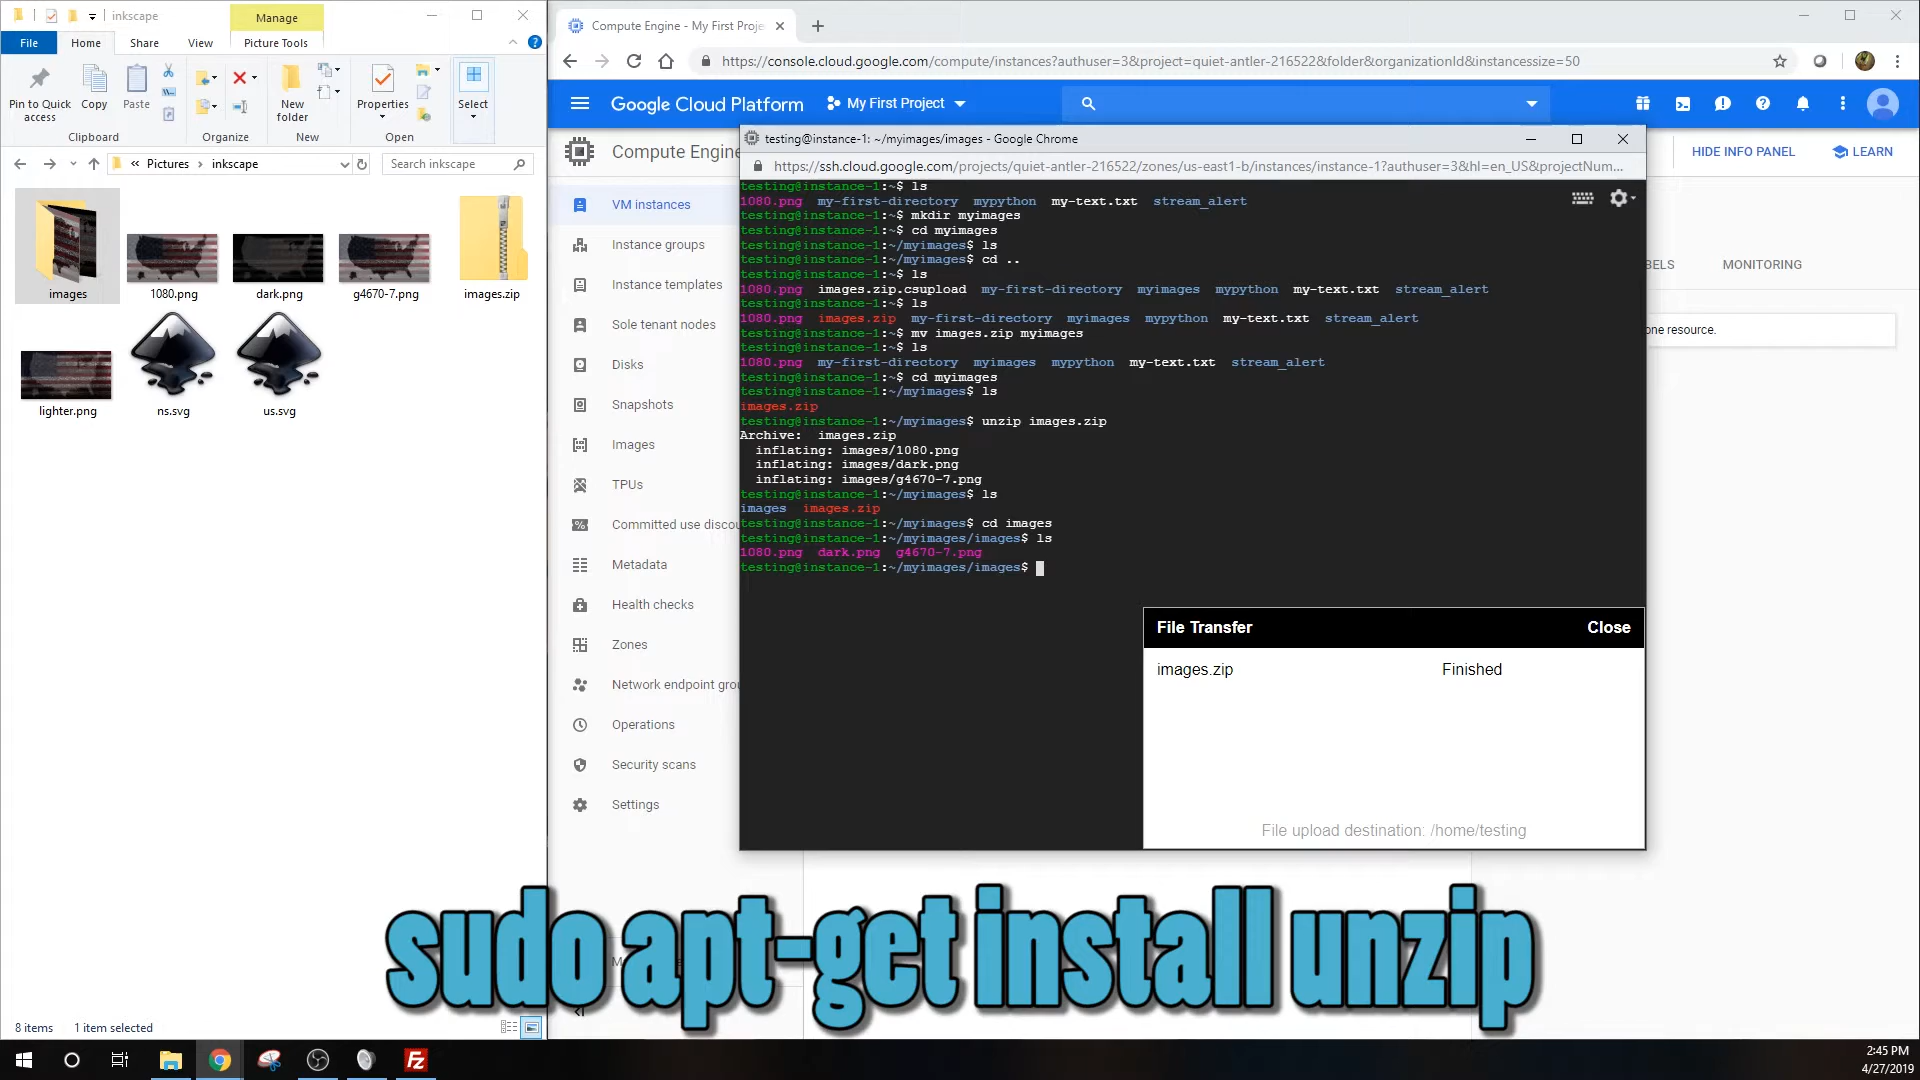 inkscape
Manage
File
Home
Share
View
Picture Tools
Pin to Quick access
Copy
Paste
New folder
Properties
Select
Clipboard
Organize
New
Open
Pictures
inkscape
Search inkscape
images
1080.png
dark.png
g4670-7.png
images.zip
lighter.png
ns.svg
us.svg
8 items
1 item selected
Compute Engine - My First Proje
https://console.cloud.google.com/compute/instances?authuser=3&project=quiet-antler-216522&folder&organizationId&instancessize=50
Google Cloud Platform
My First Project
Compute Engine
HIDE INFO PANEL
LEARN
VM instances
Instance groups
Instance templates
Sole tenant nodes
Disks
Snapshots
Images
TPUs
Committed use discou
Metadata
Health checks
Zones
Network endpoint grou
Operations
Security scans
Settings
BELS
MONITORING
one resource.
testing@instance-1: ~/myimages/images - Google Chrome
https://ssh.cloud.google.com/projects/quiet-antler-216522/zones/us-east1-b/instances/instance-1?authuser=3&hl=en_US&projectNum...
testing@instance-1:~$ ls
1080.png my-first-directory mypython my-text.txt stream_alert
testing@instance-1:~$ mkdir myimages
testing@instance-1:~$ cd myimages
testing@instance-1:~/myimages$ ls
testing@instance-1:~/myimages$ cd ..
testing@instance-1:~$ ls
1080.png images.zip.csupload my-first-directory myimages mypython my-text.txt stream_alert
testing@instance-1:~$ ls
1080.png images.zip my-first-directory myimages mypython my-text.txt stream_alert
testing@instance-1:~$ mv images.zip myimages
testing@instance-1:~$ ls
1080.png my-first-directory myimages mypython my-text.txt stream_alert
testing@instance-1:~$ cd myimages
testing@instance-1:~/myimages$ ls
images.zip
testing@instance-1:~/myimages$ unzip images.zip
Archive: images.zip
inflating: images/1080.png
inflating: images/dark.png
inflating: images/g4670-7.png
testing@instance-1:~/myimages$ ls
images images.zip
testing@instance-1:~/myimages$ cd images
testing@instance-1:~/myimages/images$ ls
1080.png dark.png g4670-7.png
testing@instance-1:~/myimages/images$
File Transfer
Close
images.zip
Finished
File upload destination: /home/testing
sudo apt-get install unzip
2:45 PM
4/27/2019